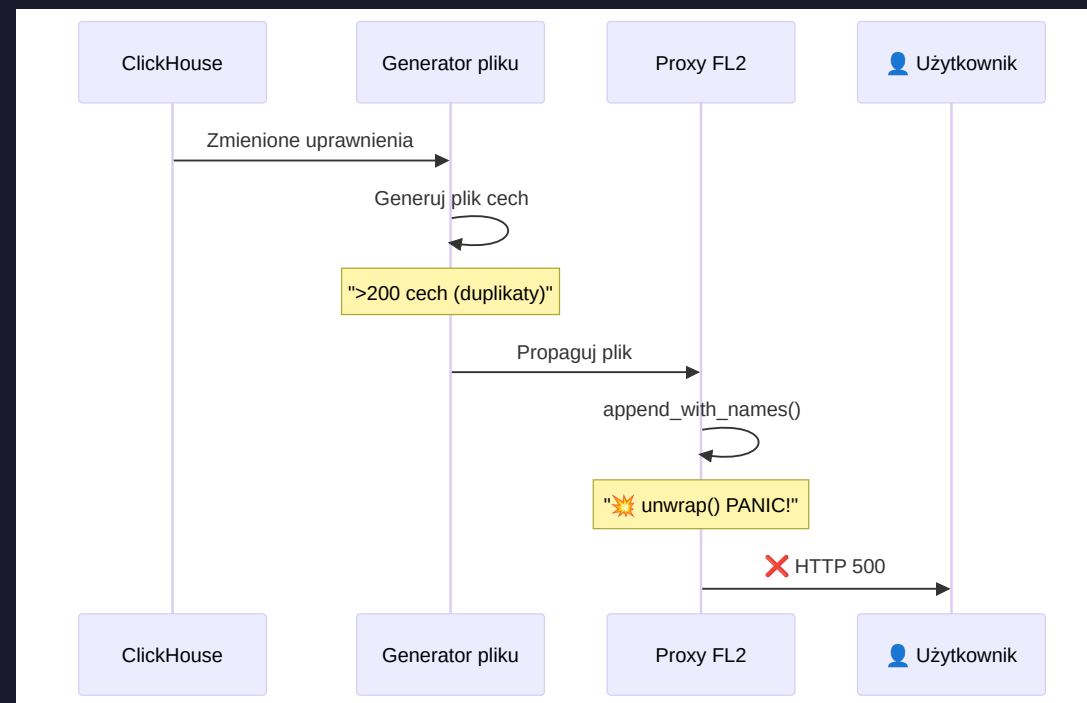 ClickHouse
Generator pliku
Proxy FL2
👤 Użytkownik
Zmienione uprawnienia
Generuj plik cech
">200 cech (duplikaty)"
Propaguj plik
append_with_names()
"💥 unwrap() PANIC!"
❌ HTTP 500
ClickHouse
Generator pliku
Proxy FL2
👤 Użytkownik